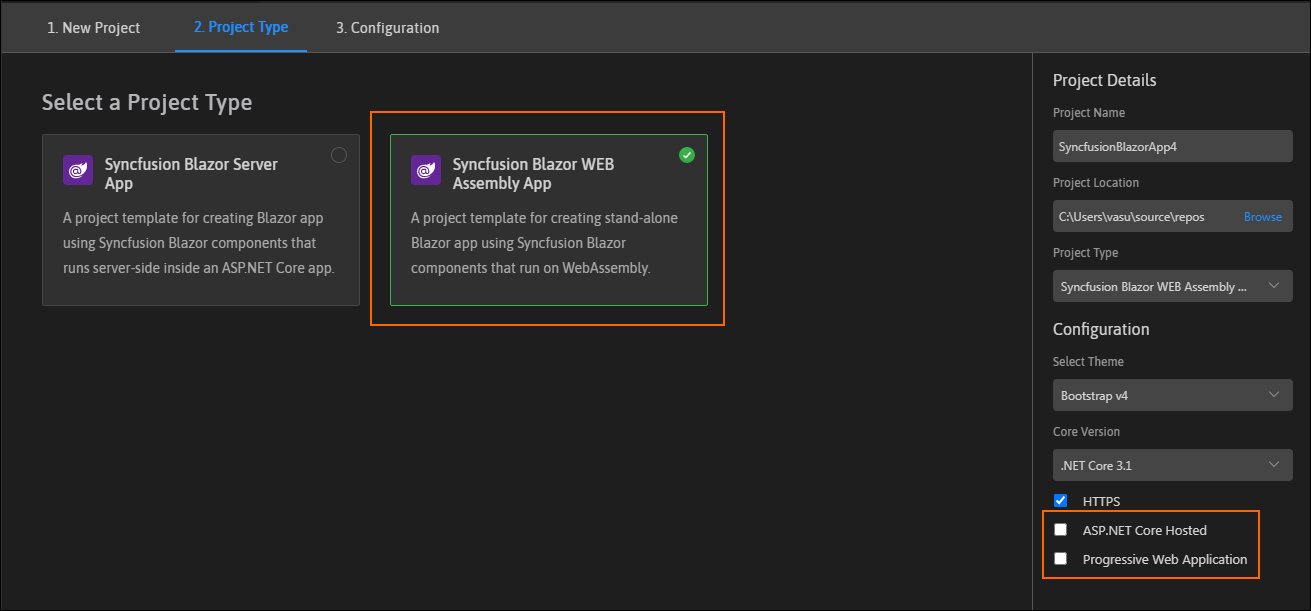 1. New Project
2. Project Type
3. Configuration
Select a Project Type
Syncfusion Blazor Server
App
A project template for creating Blazor app
using Syncfusion Blazor components that
runs server-side inside an ASP.NET Core app.
Syncfusion Blazor WEB
Assembly App
A project template for creating stand-alone
Blazor app using Syncfusion Blazor
components that run on WebAssembly.
Project Details
Project Name
SyncfusionBlazorApp4
Project Location
C:\Users\vasu\source\repos
Browse
Project Type
Syncfusion Blazor WEB Assembly ...
Configuration
Select Theme
Bootstrap v4
Core Version
.NET Core 3.1
HTTPS
ASP.NET Core Hosted
Progressive Web Application